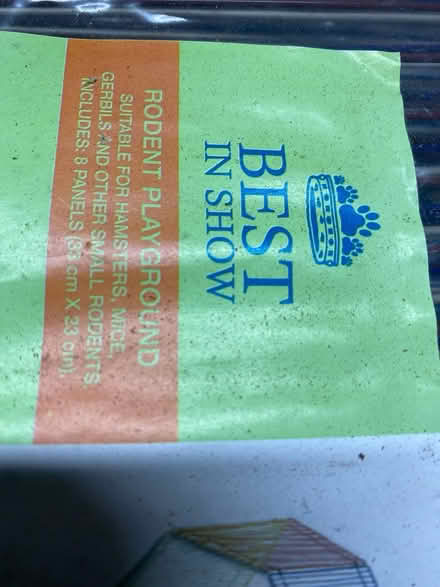 BEST
IN SHOW
RODENT PLAYGROUND
SUITABLE FOR HAMSTERS, MICE,
GERBILS AND OTHER SMALL RODENTS.
INCLUDES: 8 PANELS (33 cm X 23 cm).